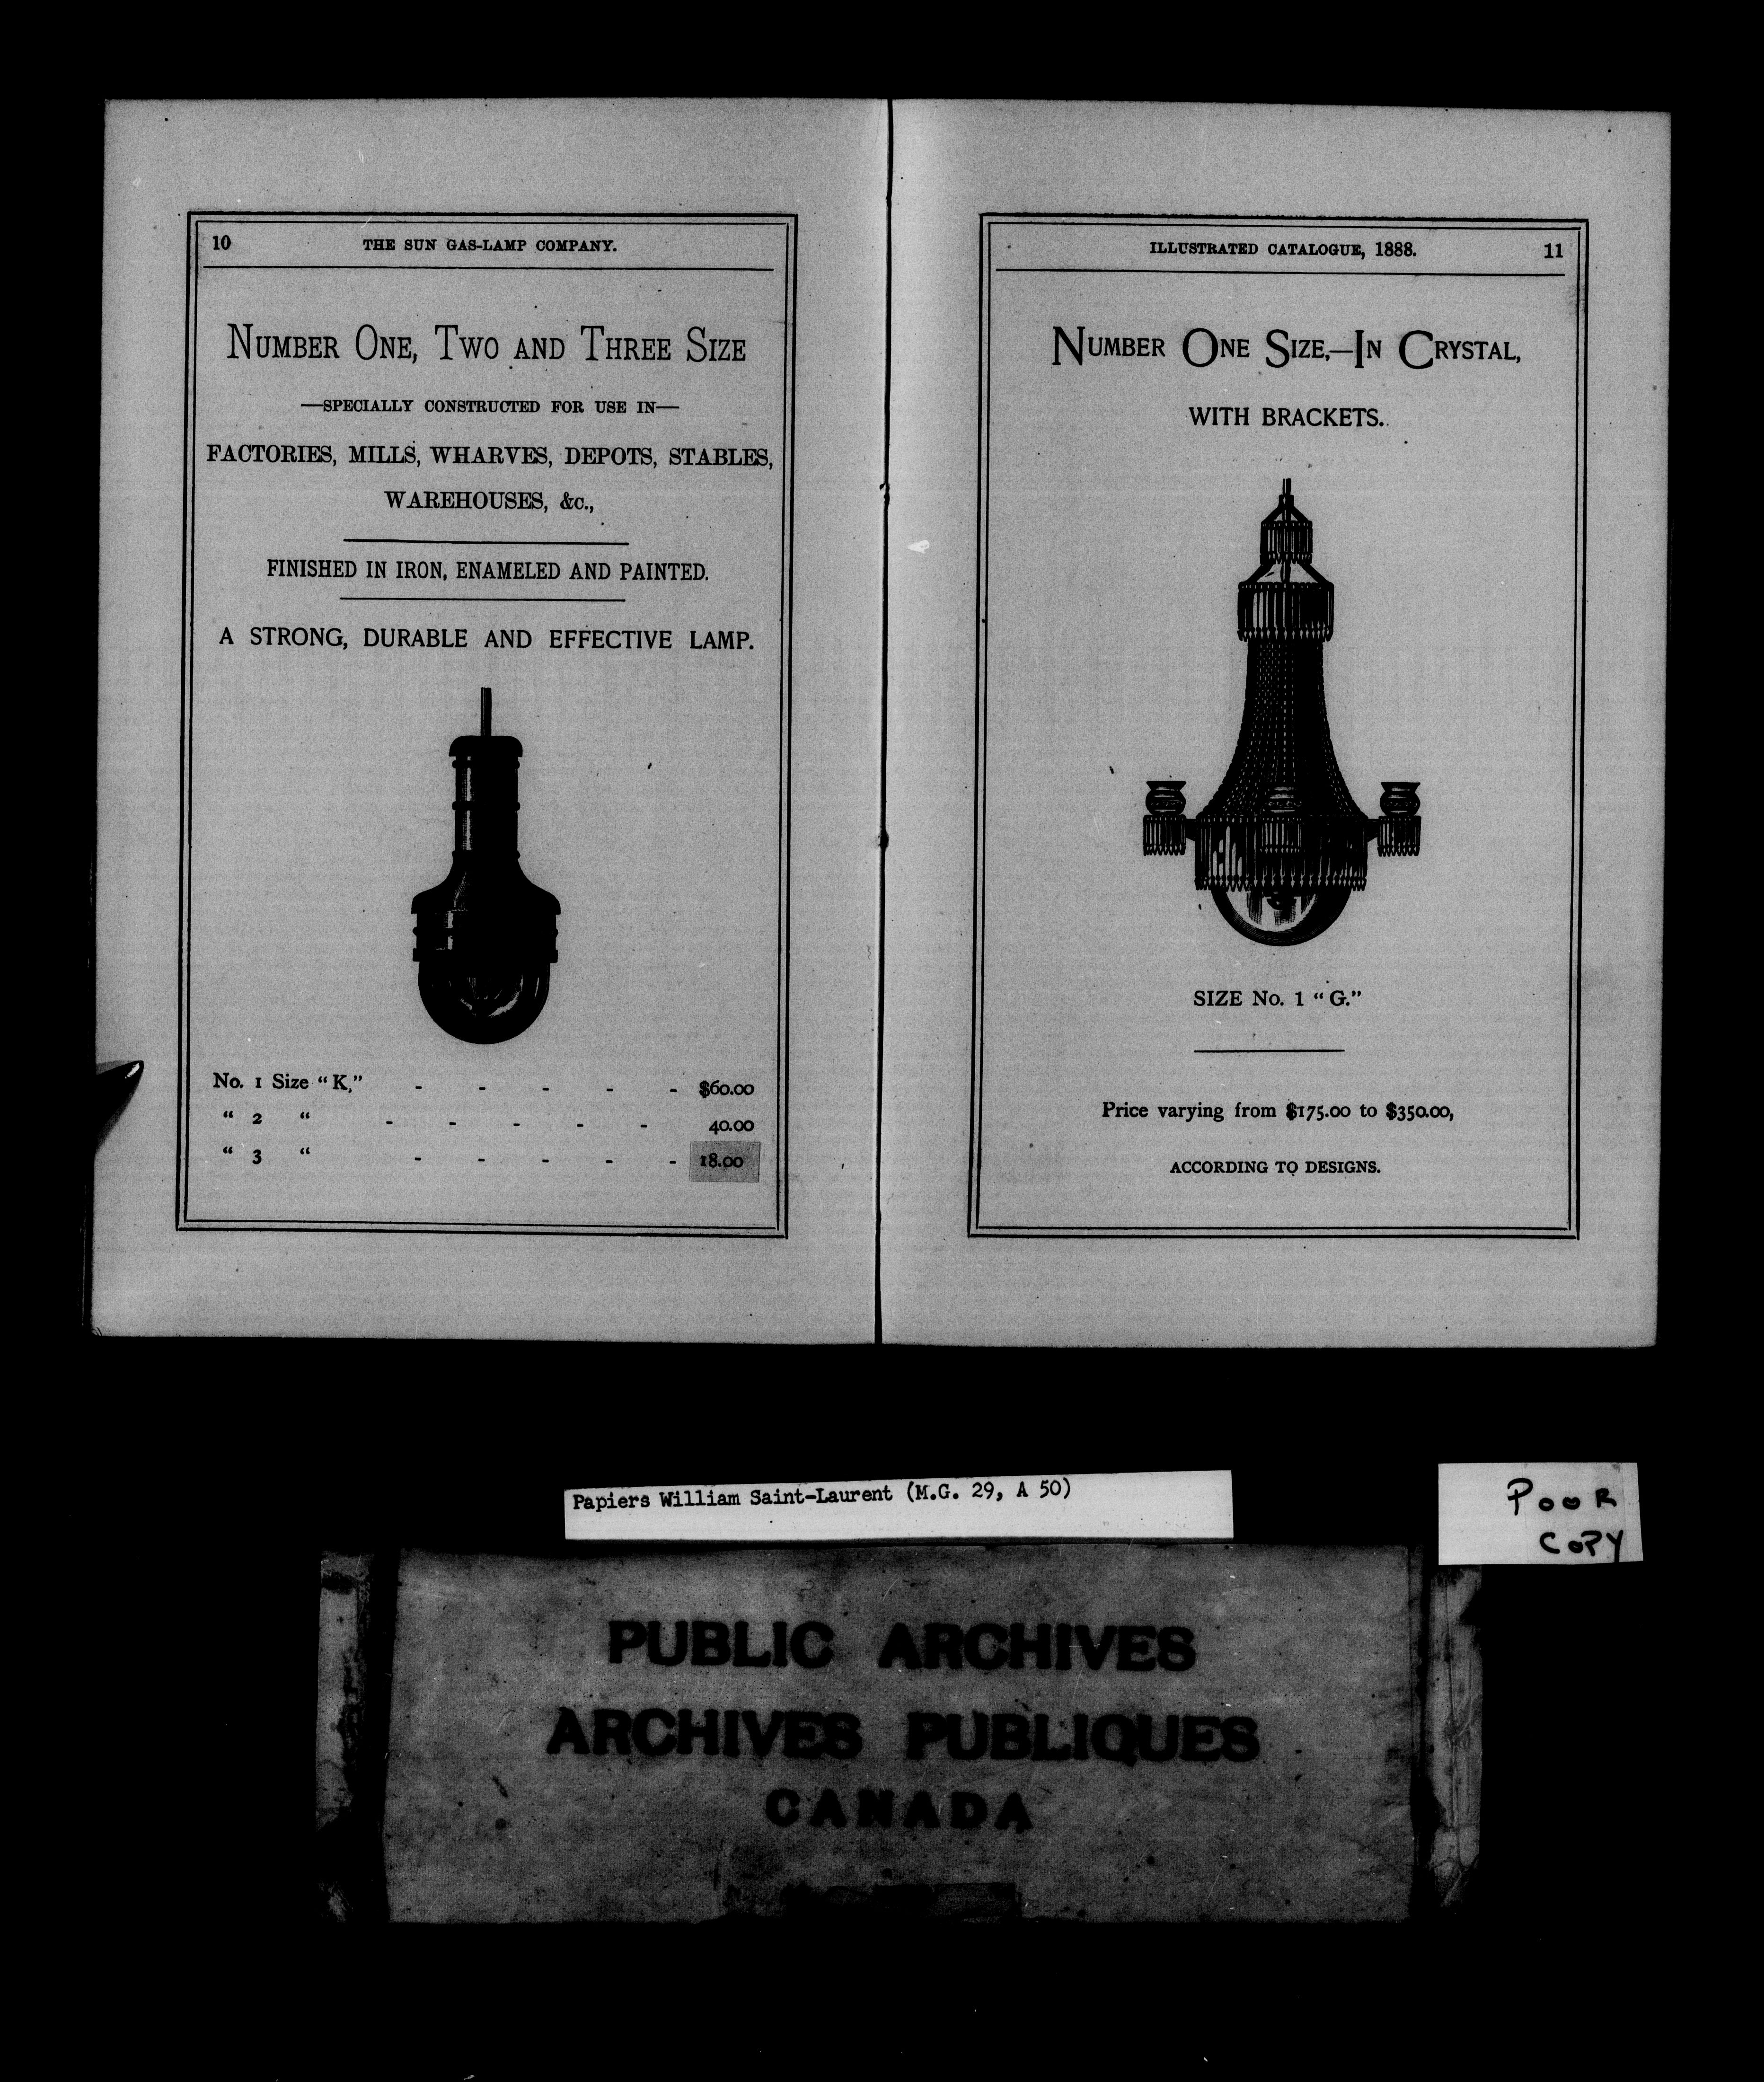 10 THE SUN GAS-LAMP COMPANY.
NUMBER ONE, TWO AND THREE SIZE
—SPECIALLY CONSTRUCTED FOR USE IN—
FACTORIES, MILLS, WHARVES, DEPOTS, STABLES,
WAREHOUSES, &c.,
FINISHED IN IRON, ENAMELED AND PAINTED.
A STRONG, DURABLE AND EFFECTIVE LAMP.
No. 1 Size “K,” - - - - - $60.00
“ 2 “ - - - - - 40.00
“ 3 “ - - - - - 18.00
ILLUSTRATED CATALOGUE, 1888. 11
NUMBER ONE SIZE,—IN CRYSTAL,
WITH BRACKETS.
SIZE No. 1 “G.”
Price varying from $175.00 to $350.00,
ACCORDING TO DESIGNS.
Papiers William Saint-Laurent (M.G. 29, A 50)
POOR
COPY
PUBLIC ARCHIVES
ARCHIVES PUBLIQUES
CANADA